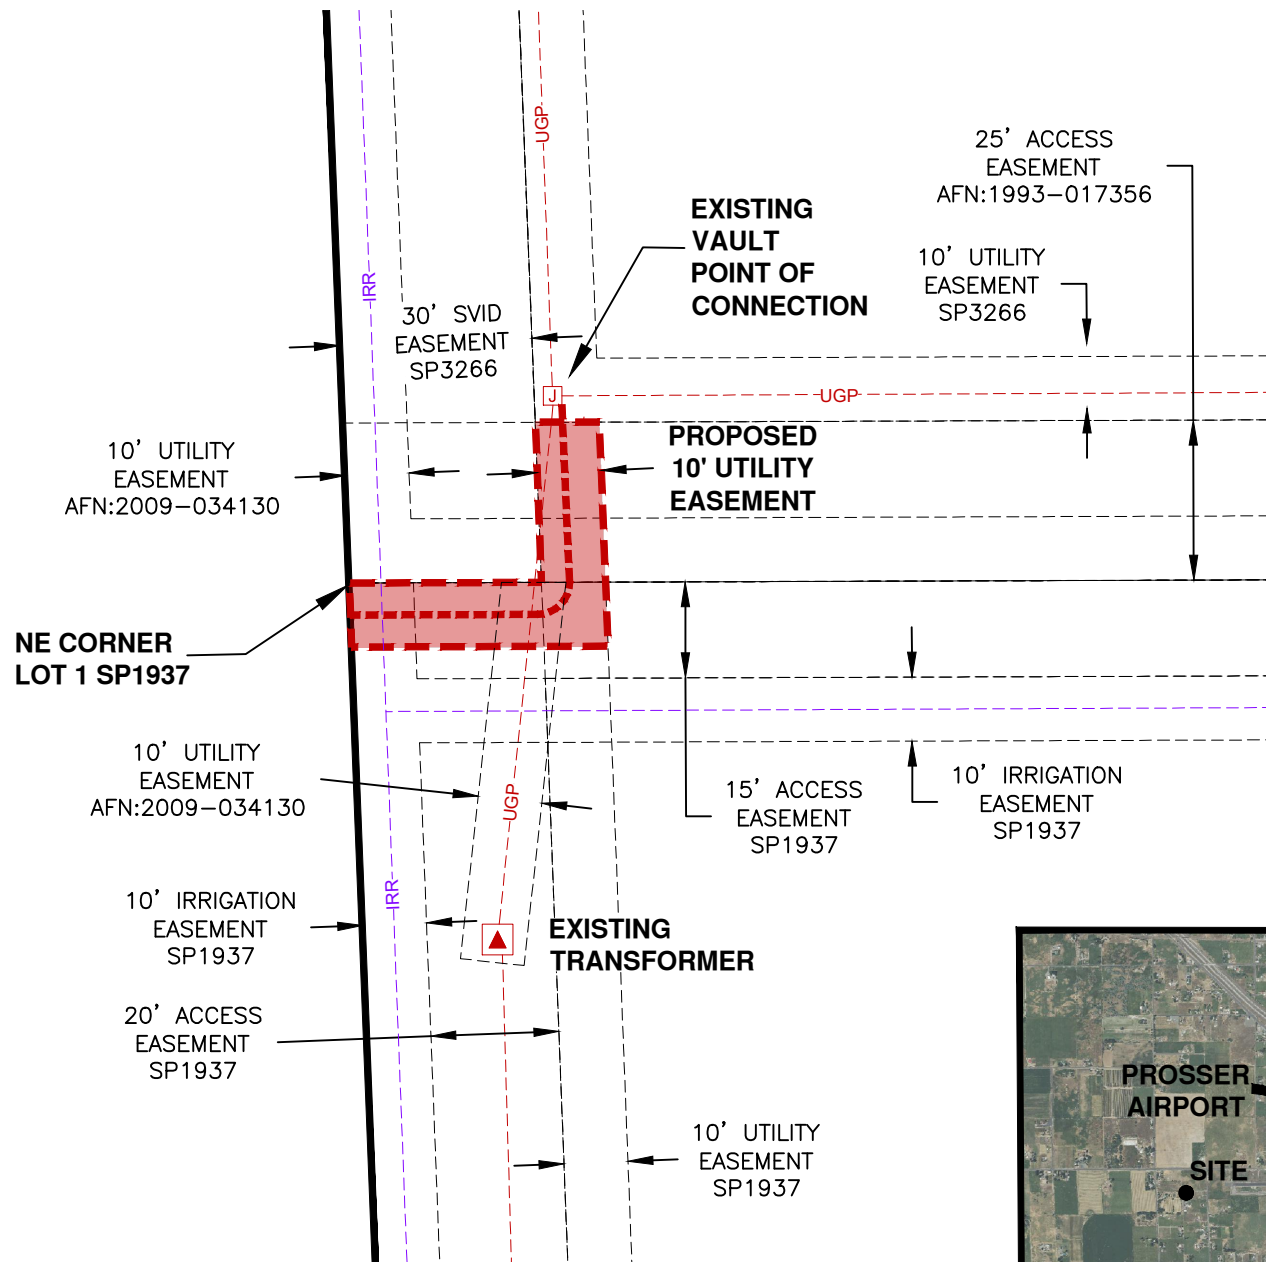 UGP
25' ACCESS
EASEMENT
AFN:1993-017356
EXISTING
VAULT
POINT OF
CONNECTION
10' UTILITY
EASEMENT
SP3266
IRR
30' SVID
EASEMENT
SP3266
J
UGP
PROPOSED
10' UTILITY
EASEMENT
10' UTILITY
EASEMENT
AFN:2009-034130
NE CORNER
LOT 1 SP1937
10' UTILITY
EASEMENT
AFN:2009-034130
UGP
15' ACCESS
EASEMENT
SP1937
10' IRRIGATION
EASEMENT
SP1937
IRR
10' IRRIGATION
EASEMENT
SP1937
EXISTING
TRANSFORMER
20' ACCESS
EASEMENT
SP1937
10' UTILITY
EASEMENT
SP1937
PROSSER
AIRPORT
SITE